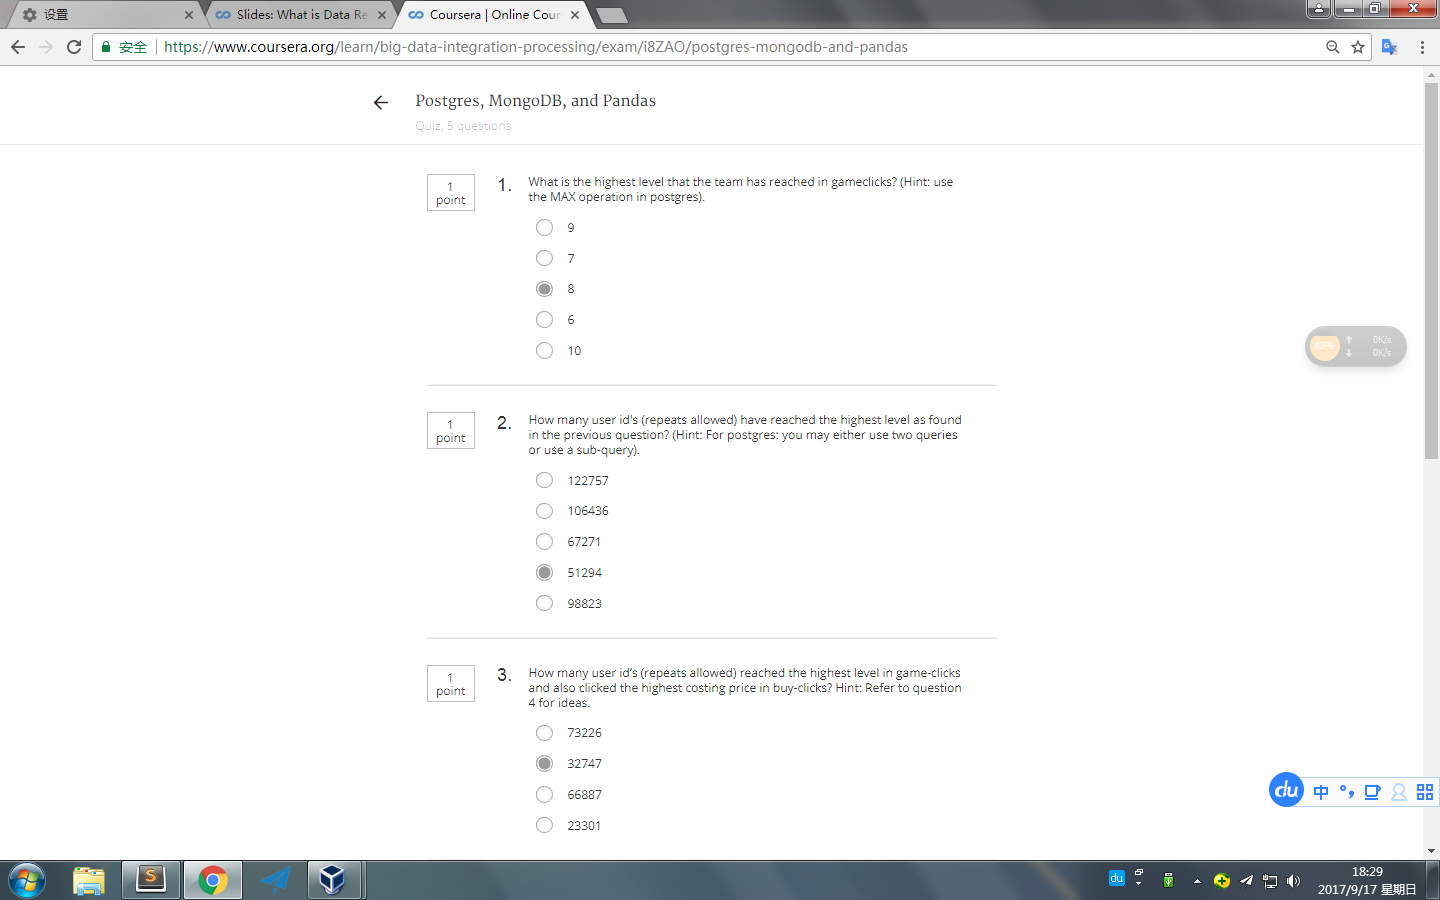 设置
Slides: What is Data Re
Coursera | Online Cour
安全
https://www.coursera.org/learn/big-data-integration-processing/exam/i8ZAO/postgres-mongodb-and-pandas
Postgres, MongoDB, and Pandas
Quiz, 5 questions
1
point
1.
What is the highest level that the team has reached in gameclicks? (Hint: use
the MAX operation in postgres).
9
7
8
6
10
83%
0K/s
0K/s
1
point
2.
How many user id's (repeats allowed) have reached the highest level as found
in the previous question? (Hint: For postgres: you may either use two queries
or use a sub-query).
122757
106436
67271
51294
98823
1
point
3.
How many user id's (repeats allowed) reached the highest level in game-clicks
and also clicked the highest costing price in buy-clicks? Hint: Refer to question
4 for ideas.
73226
32747
66887
23301
du
中
du
18:29
2017/9/17 星期日